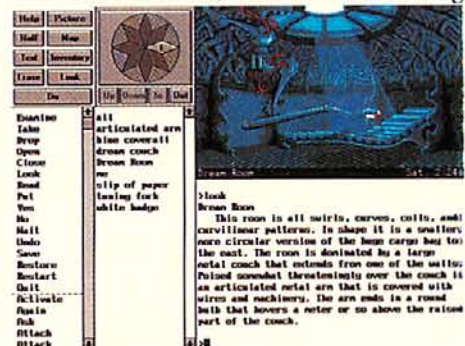 Help Picture
Half Map
Text Inventory
Erase Look
Do
Up Down In Out
Examine
Take
Drop
Open
Close
Look
Read
Put
Yes
No
Wait
Undo
Save
Restore
Restart
Quit
Activate
Again
Ask
Attach
Attack
all
articulated arm
blue coverall
dream couch
Dream Room
me
slip of paper
tuning fork
white badge
Dream Room
>look
Dream Room
This room is all swirls, curves, coils, and
curvilinear patterns. In shape it is a smaller,
more circular version of the huge cargo bay to
the east. The room is dominated by a large
metal couch that extends from one of the walls.
Poised somewhat threateningly over the couch is
an articulated metal arm that is covered with
wires and machinery. The arm ends in a round
bulb that hovers a meter or so above the raised
part of the couch.
>